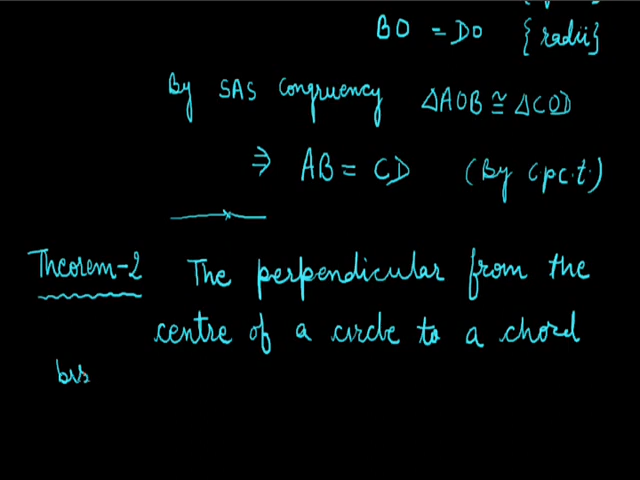 BO = DO {radii}
By SAS Congruency ΔAOB ≅ ΔCOD
⇒ AB = CD (By C.p.c.t.)
Theorem-2 The perpendicular from the
centre of a circle to a chord
bis